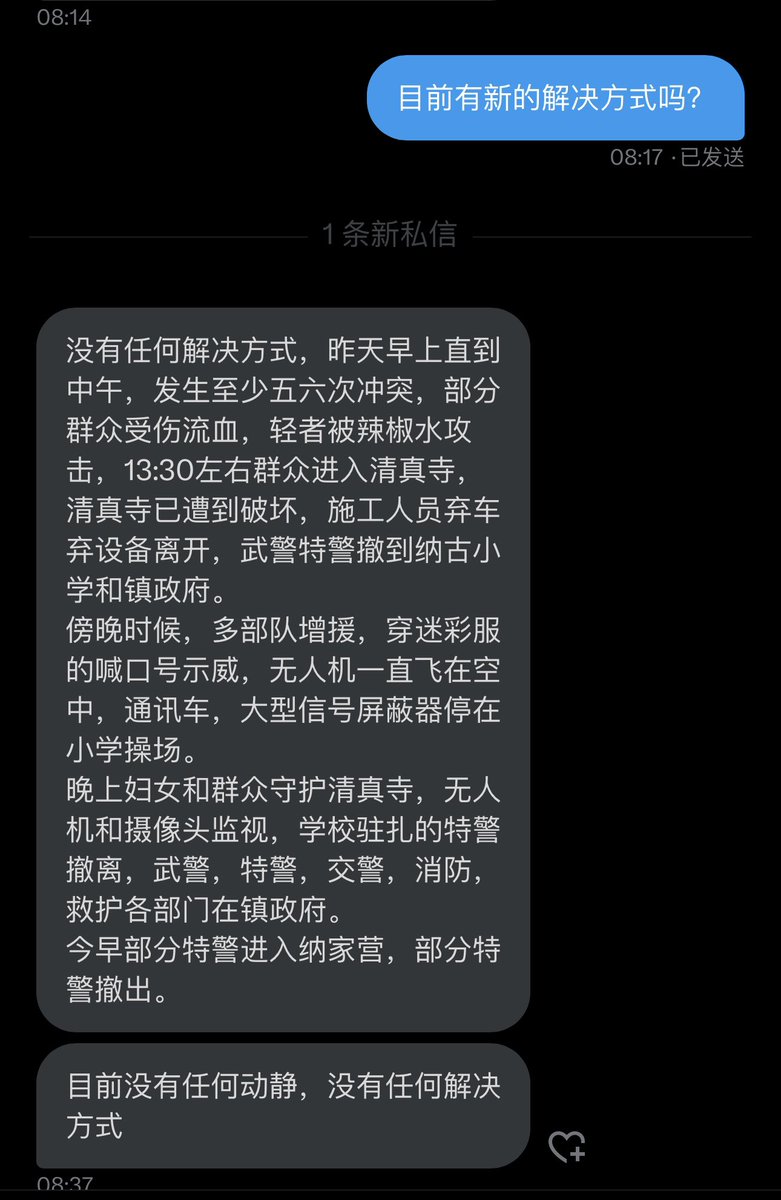 08:14
目前有新的解决方式吗?
08:17 · 已发送
1 条新私信
没有任何解决方式，昨天早上直到
中午，发生至少五六次冲突，部分
群众受伤流血，轻者被辣椒水攻
击，13:30左右群众进入清真寺，
清真寺已遭到破坏，施工人员弃车
弃设备离开，武警特警撤到纳古小
学和镇政府。
傍晚时候，多部队增援，穿迷彩服
的喊口号示威，无人机一直飞在空
中，通讯车，大型信号屏蔽器停在
小学操场。
晚上妇女和群众守护清真寺，无人
机和摄像头监视，学校驻扎的特警
撤离，武警，特警，交警，消防，
救护各部门在镇政府。
今早部分特警进入纳家营，部分特
警撤出。
目前没有任何动静，没有任何解决
方式
08:37